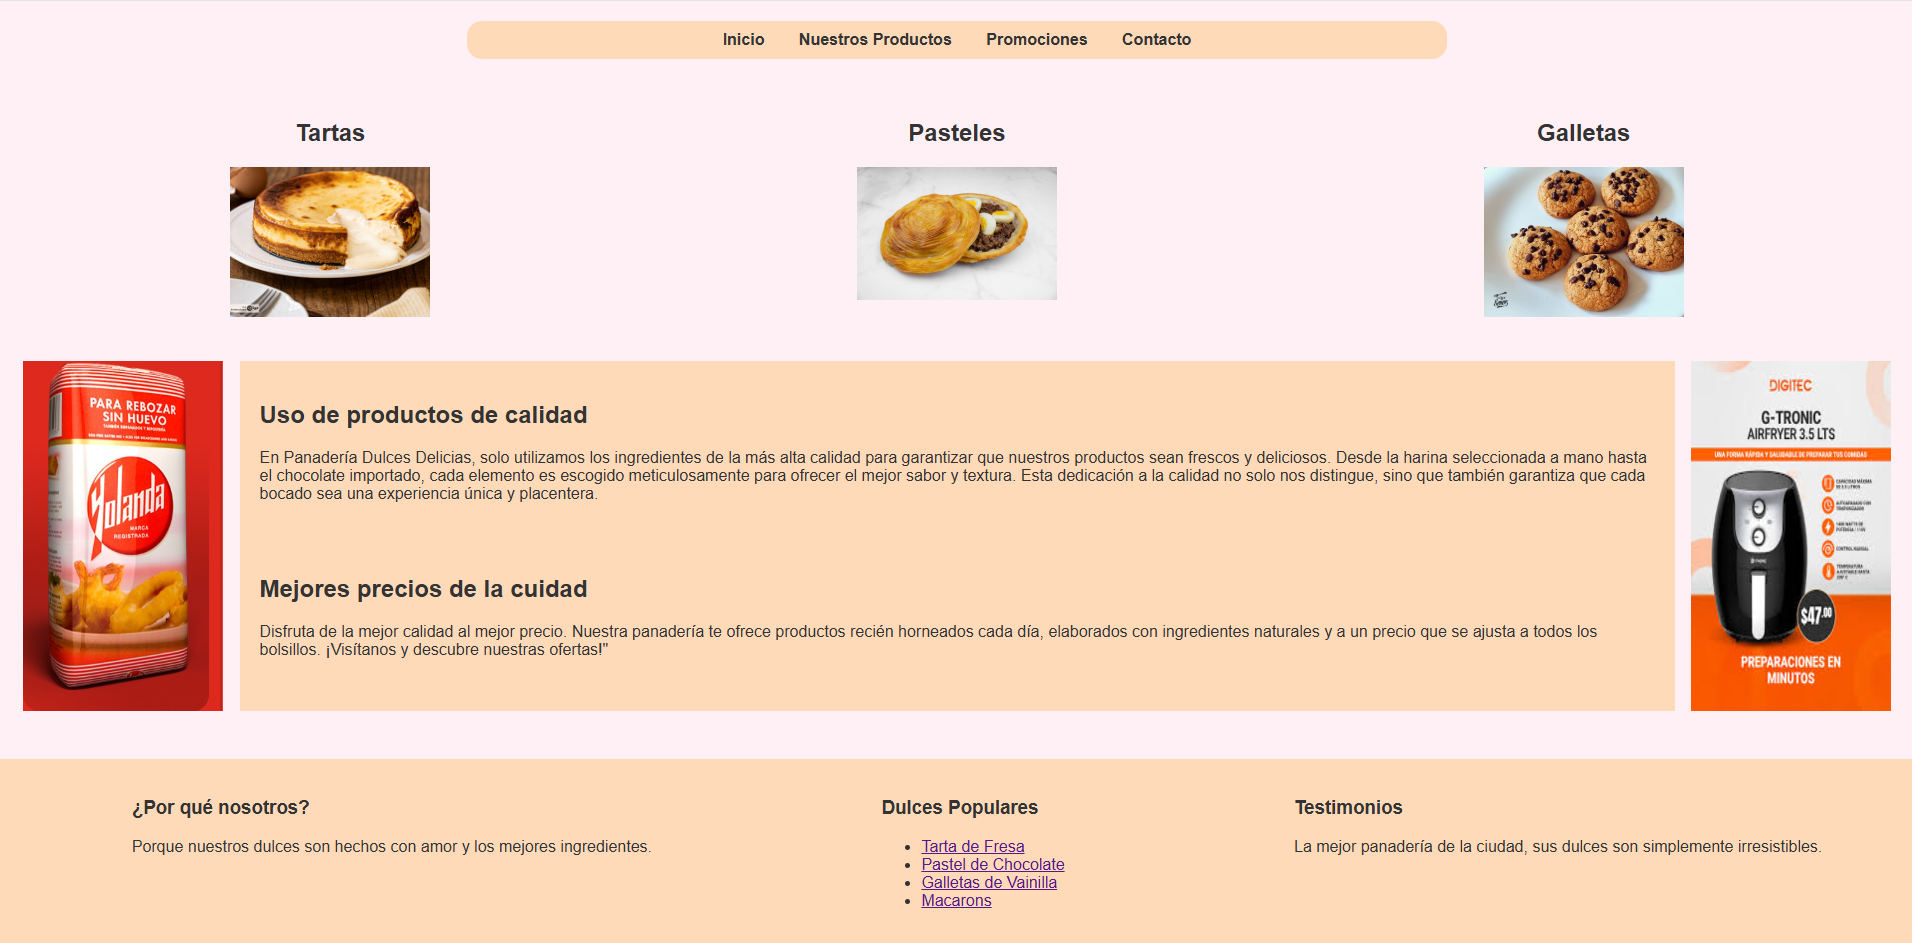 Inicio Nuestros Productos Promociones Contacto
Tartas
Pasteles
Galletas
PARA REBOZAR
SIN HUEVO
Yolanda
MARCA
REGISTRADA
Uso de productos de calidad
En Panadería Dulces Delicias, solo utilizamos los ingredientes de la más alta calidad para garantizar que nuestros productos sean frescos y deliciosos. Desde la harina seleccionada a mano hasta
el chocolate importado, cada elemento es escogido meticulosamente para ofrecer el mejor sabor y textura. Esta dedicación a la calidad no solo nos distingue, sino que también garantiza que cada
bocado sea una experiencia única y placentera.
Mejores precios de la cuidad
Disfruta de la mejor calidad al mejor precio. Nuestra panadería te ofrece productos recién horneados cada día, elaborados con ingredientes naturales y a un precio que se ajusta a todos los
bolsillos. ¡Visítanos y descubre nuestras ofertas!"
DIGITEC
G-TRONIC
AIRFRYER 3.5 LTS
UNA FORMA RÁPIDA Y SALUDABLE DE PREPARAR TUS COMIDAS
CAPACIDAD MÁXIMA
CONTROL MANUAL
TEMPERATURA
$47.00
PREPARACIONES EN
MINUTOS
¿Por qué nosotros?
Porque nuestros dulces son hechos con amor y los mejores ingredientes.
Dulces Populares
Tarta de Fresa
Pastel de Chocolate
Galletas de Vainilla
Macarons
Testimonios
La mejor panadería de la ciudad, sus dulces son simplemente irresistibles.